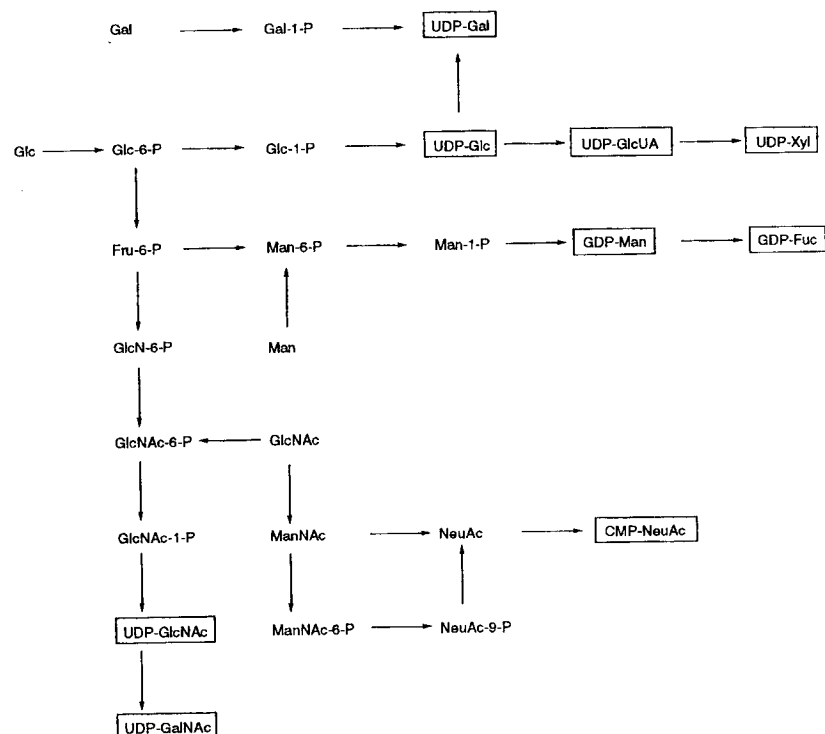 Gal Gal-1-P UDP-Gal
Glc Glc-6-P Glc-1-P UDP-Glc UDP-GlcUA UDP-Xyl
Fru-6-P Man-6-P Man-1-P GDP-Man GDP-Fuc
GlcN-6-P Man
GlcNAc-6-P GlcNAc
GlcNAc-1-P ManNAc NeuAc CMP-NeuAc
UDP-GlcNAc ManNAc-6-P NeuAc-9-P
UDP-GalNAc